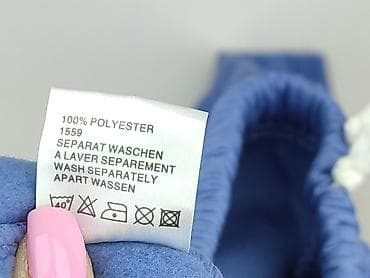 100% POLYESTER
1559
SEPARAT WASCHEN
A LAVER SEPAREMENT
WASH SEPARATELY
APART WASSEN
40°